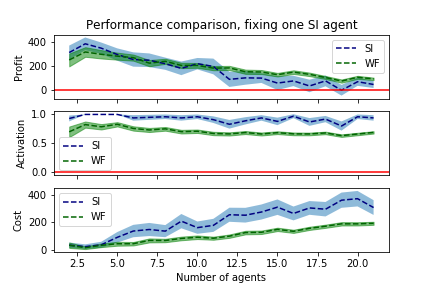 Performance comparison, fixing one SI agent
Profit
400
200
0
SI
WF
Activation
1.0
0.5
0.0
SI
WF
Cost
400
200
0
SI
WF
2.5 5.0 7.5 10.0 12.5 15.0 17.5 20.0
Number of agents